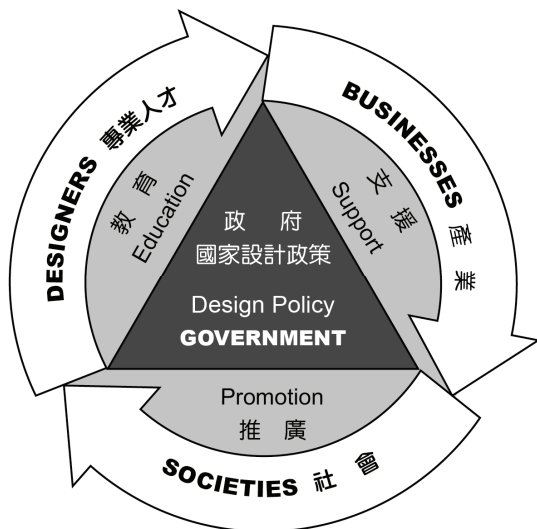 DESIGNERS 專業人才
BUSINESSES 產業
教育
Education
支援
Support
政府
國家設計政策
Design Policy
GOVERNMENT
Promotion
推廣
SOCIETIES 社會